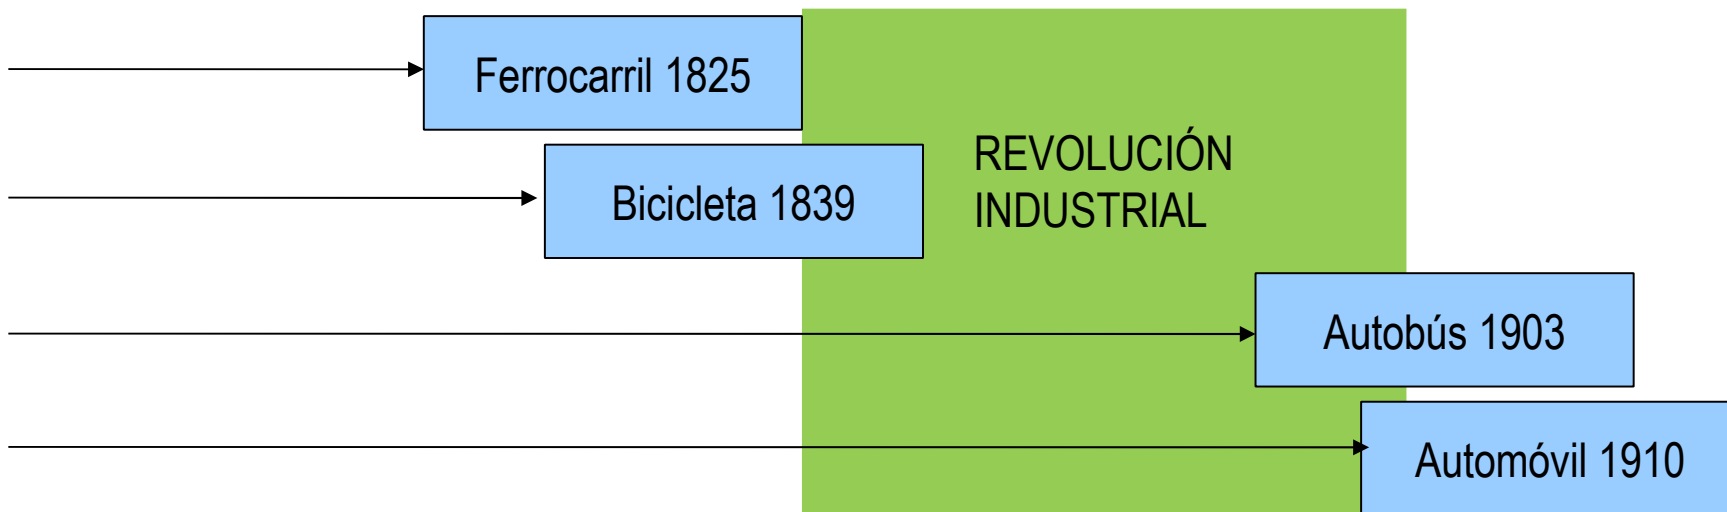 Ferrocarril 1825
REVOLUCIÓN
INDUSTRIAL
Bicicleta 1839
Autobús 1903
Automóvil 1910